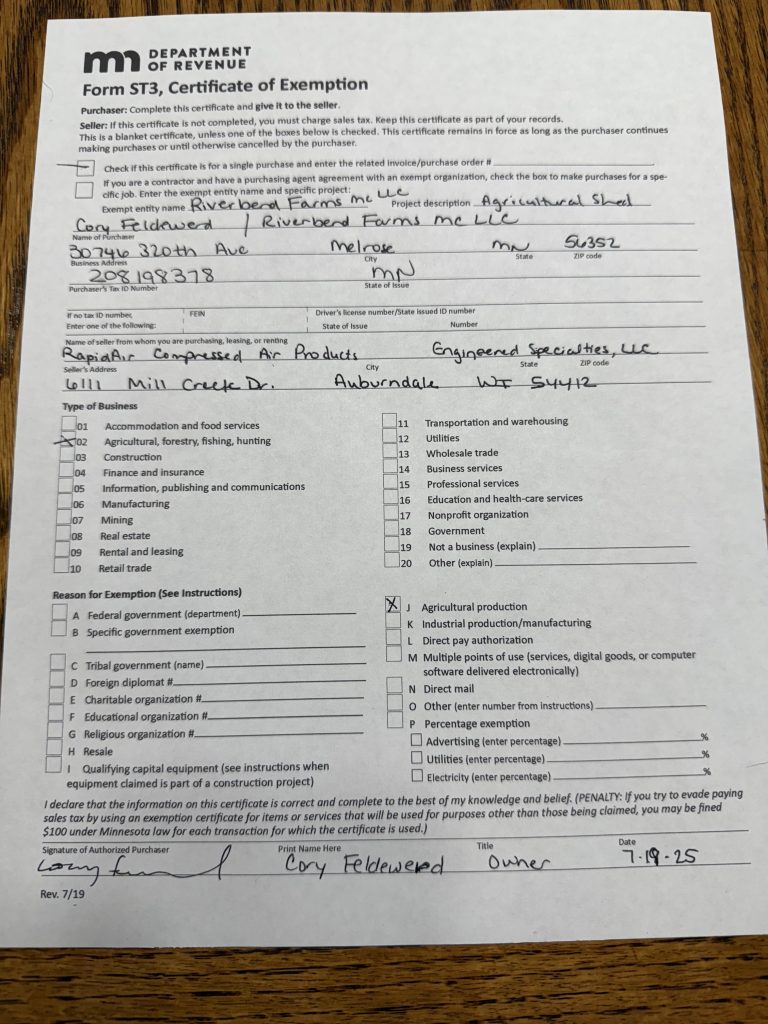 mn DEPARTMENT
OF REVENUE
Form ST3, Certificate of Exemption
Purchaser: Complete this certificate and give it to the seller.
Seller: If this certificate is not completed, you must charge sales tax. Keep this certificate as part of your records.
This is a blanket certificate, unless one of the boxes below is checked. This certificate remains in force as long as the purchaser continues
making purchases or until otherwise cancelled by the purchaser.
Check if this certificate is for a single purchase and enter the related invoice/purchase order #
If you are a contractor and have a purchasing agent agreement with an exempt organization, check the box to make purchases for a spe-
cific job. Enter the exempt entity name and specific project:
Exempt entity name Riverbend Farms mc LLC Project description Agricultural Shed
Cory Feldewerd / Riverbend Farms mc LLC
Name of Purchaser
30746 320th Ave Melrose mn 56352
Business Address City State ZIP code
208198378 mn
Purchaser's Tax ID Number State of Issue
If no tax ID number, FEIN Driver's license number/State issued ID number
Enter one of the following: State of Issue Number
Name of seller from whom you are purchasing, leasing, or renting
RapidAir Compressed Air Products Engineered Specialties, LLC
Seller's Address City State ZIP code
6111 Mill Creek Dr. Auburndale WI 54412
Type of Business
01 Accommodation and food services
X 02 Agricultural, forestry, fishing, hunting
03 Construction
04 Finance and insurance
05 Information, publishing and communications
06 Manufacturing
07 Mining
08 Real estate
09 Rental and leasing
10 Retail trade
11 Transportation and warehousing
12 Utilities
13 Wholesale trade
14 Business services
15 Professional services
16 Education and health-care services
17 Nonprofit organization
18 Government
19 Not a business (explain)
20 Other (explain)
Reason for Exemption (See Instructions)
A Federal government (department)
B Specific government exemption
C Tribal government (name)
D Foreign diplomat #
E Charitable organization #
F Educational organization #
G Religious organization #
H Resale
I Qualifying capital equipment (see instructions when
equipment claimed is part of a construction project)
X J Agricultural production
K Industrial production/manufacturing
L Direct pay authorization
M Multiple points of use (services, digital goods, or computer
software delivered electronically)
N Direct mail
O Other (enter number from instructions)
P Percentage exemption
Advertising (enter percentage) %
Utilities (enter percentage) %
Electricity (enter percentage) %
I declare that the information on this certificate is correct and complete to the best of my knowledge and belief. (PENALTY: If you try to evade paying
sales tax by using an exemption certificate for items or services that will be used for purposes other than those being claimed, you may be fined
$100 under Minnesota law for each transaction for which the certificate is used.)
Signature of Authorized Purchaser Print Name Here Title Date
Cory Feldewerd Owner 7-19-25
Rev. 7/19